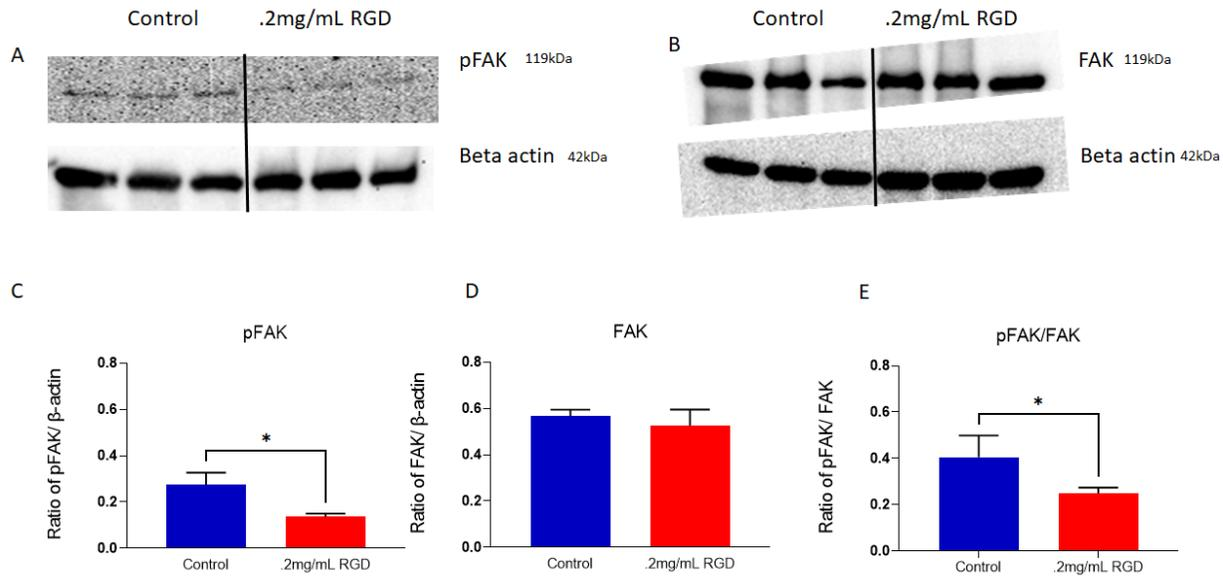 Control .2mg/mL RGD
Control .2mg/mL RGD
A
pFAK 119kDa
Beta actin 42kDa
B
FAK 119kDa
Beta actin 42kDa
C
pFAK
Ratio of pFAK/ β-actin
0.8
0.6
0.4
0.2
0.0
*
Control .2mg/mL RGD
D
FAK
Ratio of FAK/ β-actin
0.8
0.6
0.4
0.2
0.0
Control .2mg/mL RGD
E
pFAK/FAK
Ratio of pFAK/ FAK
0.8
0.6
0.4
0.2
0.0
*
Control .2mg/mL RGD